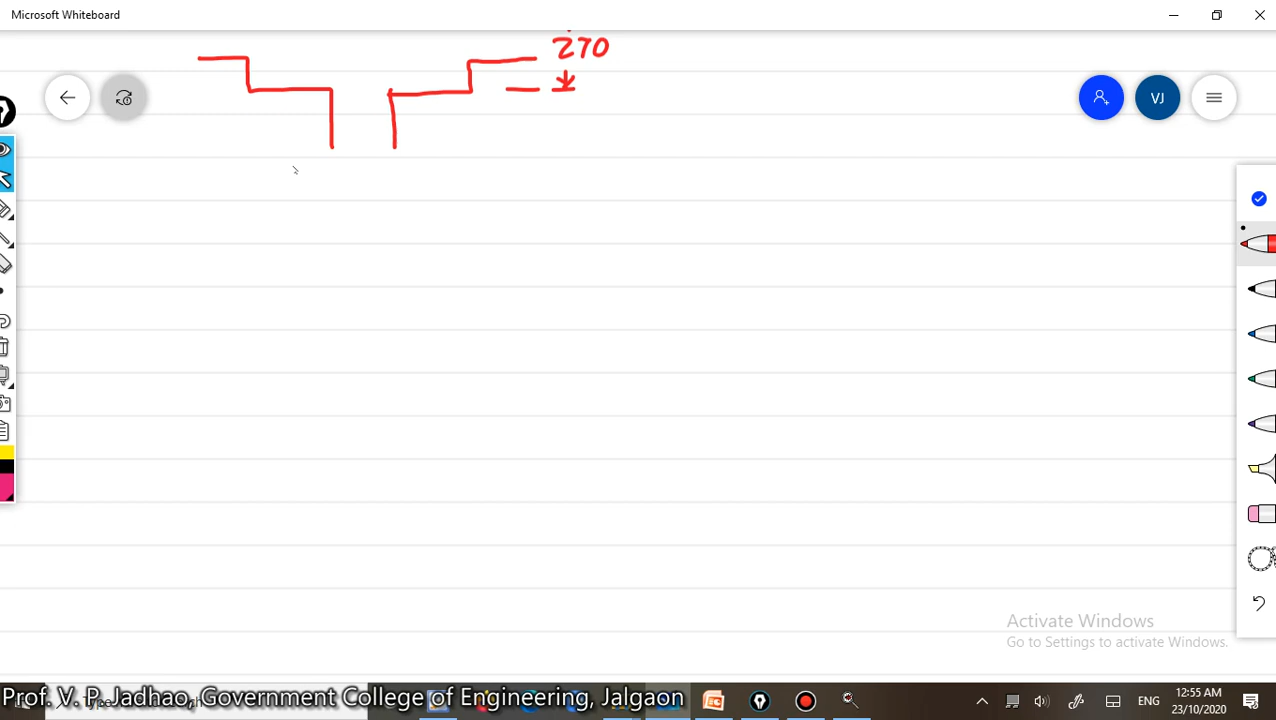 Microsoft Whiteboard
270
VJ
Activate Windows
Go to Settings to activate Windows.
Prof. V. P. Jadhao, Government College of Engineering, Jalgaon
ENG
12:55 AM
23/10/2020